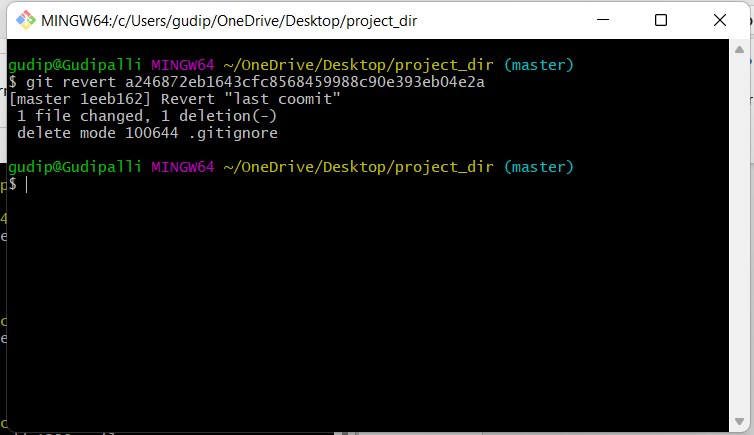 MINGW64:/c/Users/gudip/OneDrive/Desktop/project_dir
gudip@Gudipalli MINGW64 ~/OneDrive/Desktop/project_dir (master)
$ git revert a246872eb1643cfc8568459988c90e393eb04e2a
[master 1eeb162] Revert "last coomit"
 1 file changed, 1 deletion(-)
 delete mode 100644 .gitignore
gudip@Gudipalli MINGW64 ~/OneDrive/Desktop/project_dir (master)
$